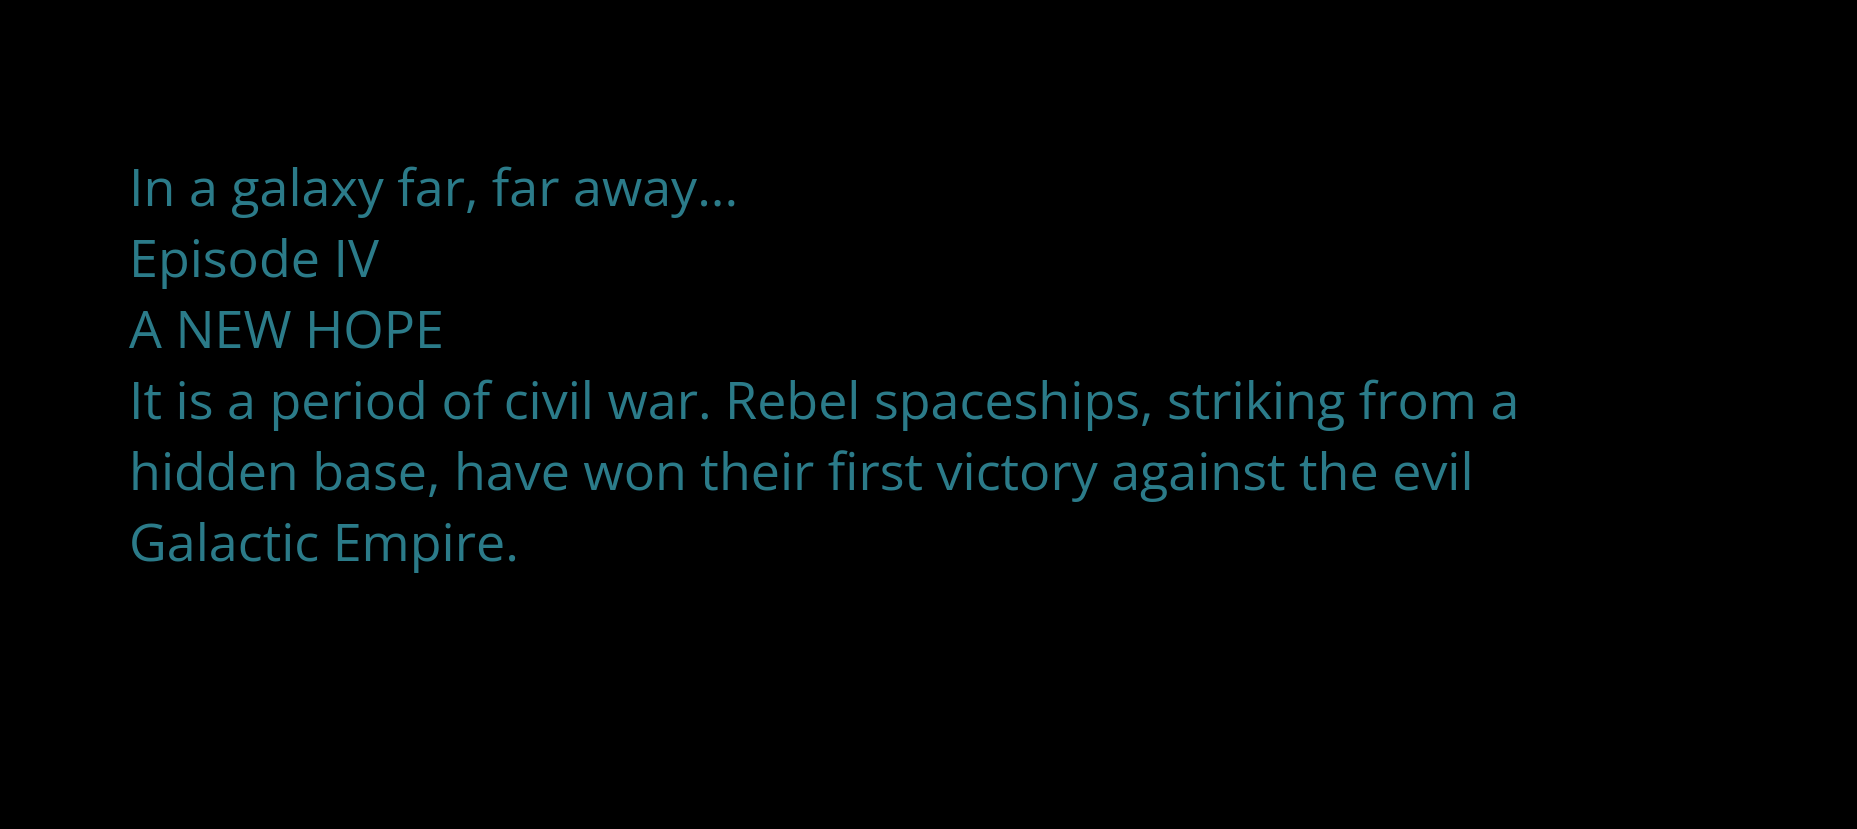 In a galaxy far, far away…
Episode IV
A NEW HOPE
It is a period of civil war. Rebel spaceships, striking from a
hidden base, have won their first victory against the evil
Galactic Empire.